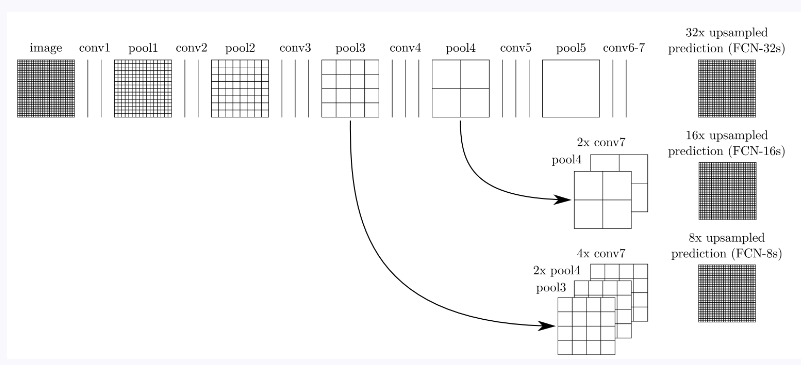 image conv1 pool1 conv2 pool2 conv3 pool3 conv4 pool4 conv5 pool5 conv6-7
32x upsampled
prediction (FCN-32s)
16x upsampled
prediction (FCN-16s)
2x conv7
pool4
8x upsampled
prediction (FCN-8s)
4x conv7
2x pool4
pool3